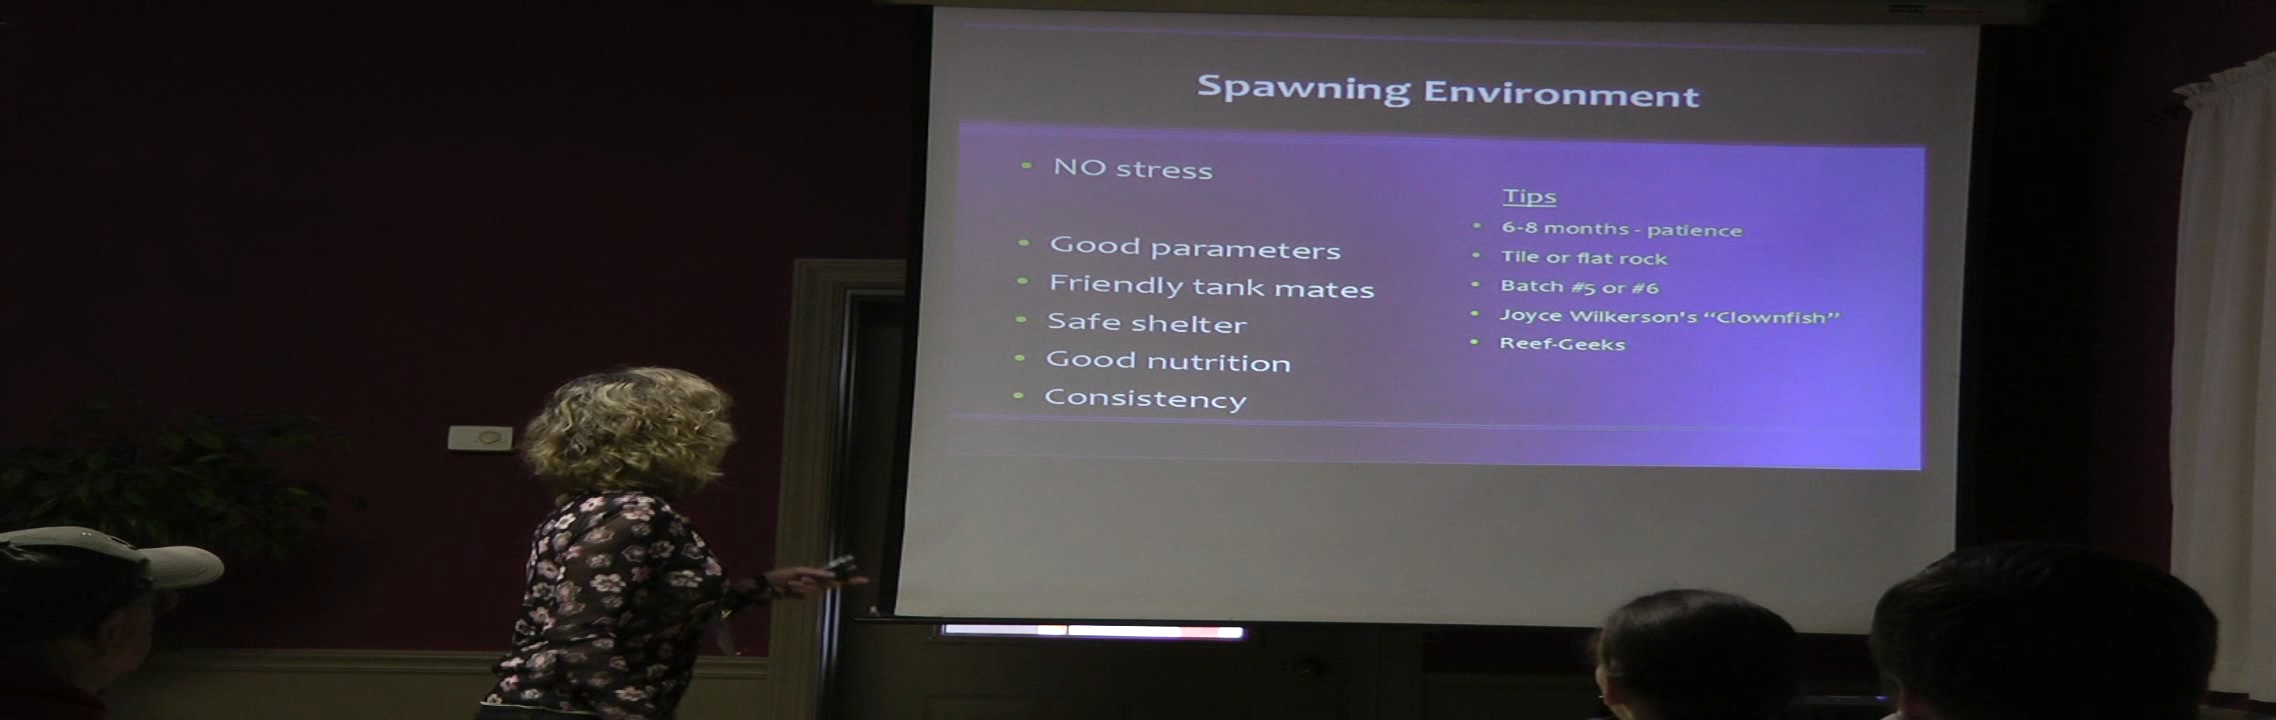 Spawning Environment
• NO stress
• Good parameters
• Friendly tank mates
• Safe shelter
• Good nutrition
• Consistency
Tips
• 6-8 months - patience
• Tile or flat rock
• Batch #5 or #6
• Joyce Wilkerson's “Clownfish”
• Reef-Geeks